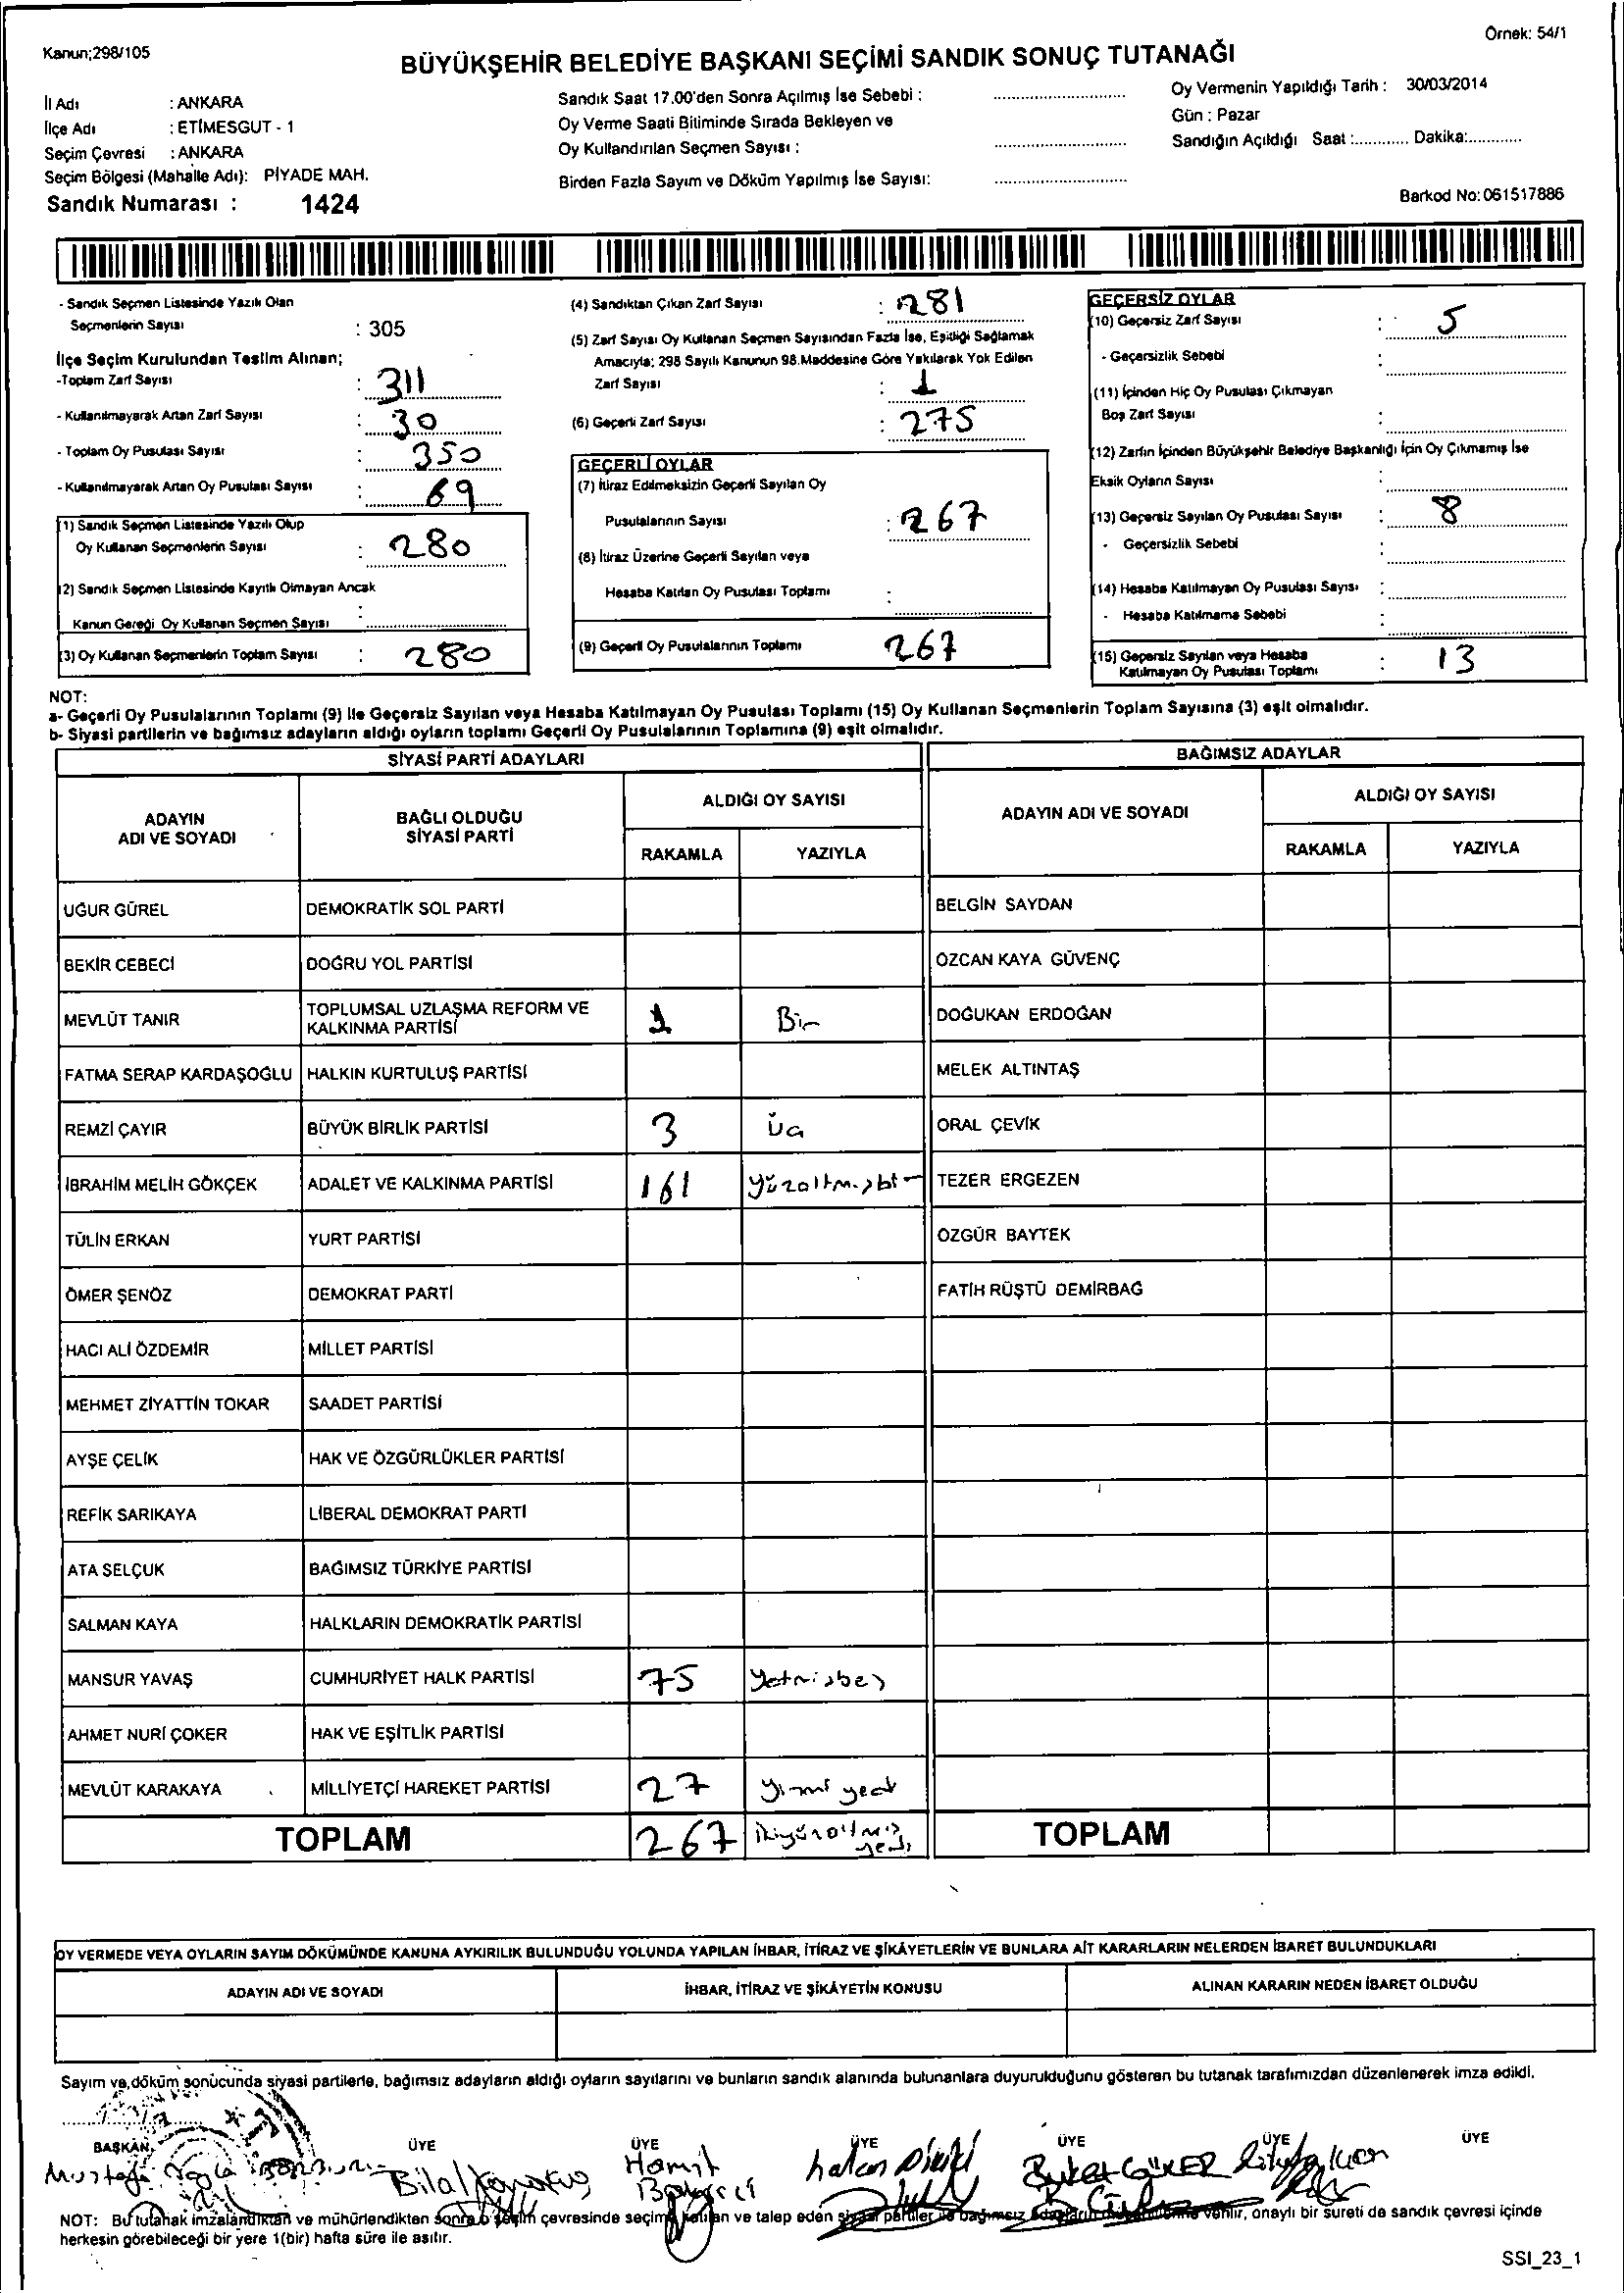 Kanun;298/105
Örnek: 54/1
BÜYÜKŞEHİR BELEDİYE BAŞKANI SEÇİMİ SANDIK SONUÇ TUTANAĞI
İl Adı : ANKARA
İlçe Adı : ETİMESGUT - 1
Seçim Çevresi : ANKARA
Seçim Bölgesi (Mahalle Adı): PİYADE MAH.
Sandık Numarası : 1424
Sandık Saat 17.00'den Sonra Açılmış İse Sebebi :
Oy Verme Saati Bitiminde Sırada Bekleyen ve
Oy Kullandırılan Seçmen Sayısı :
Birden Fazla Sayım ve Döküm Yapılmış İse Sayısı:
Oy Vermenin Yapıldığı Tarih : 30/03/2014
Gün : Pazar
Sandığın Açıldığı Saat :............ Dakika:............
Barkod No: 061517886
- Sandık Seçmen Listesinde Yazılı Olan
Seçmenlerin Sayısı : 305
İlçe Seçim Kurulundan Teslim Alınan;
-Toplam Zarf Sayısı : 311
- Kullanılmayarak Artan Zarf Sayısı : 30
- Toplam Oy Pusulası Sayısı : 350
- Kullanılmayarak Artan Oy Pusulası Sayısı : 69
(1) Sandık Seçmen Listesinde Yazılı Olup
Oy Kullanan Seçmenlerin Sayısı : 280
(2) Sandık Seçmen Listesinde Kayıtlı Olmayan Ancak
Kanun Gereği Oy Kullanan Seçmen Sayısı :
(3) Oy Kullanan Seçmenlerin Toplam Sayısı : 280
(4) Sandıktan Çıkan Zarf Sayısı : 281
(5) Zarf Sayısı Oy Kullanan Seçmen Sayısından Fazla İse, Eşitliği Sağlamak
Amacıyla; 298 Sayılı Kanunun 98.Maddesine Göre Yakılarak Yok Edilen
Zarf Sayısı : 1
(6) Geçerli Zarf Sayısı : 275
GEÇERLİ OYLAR
(7) İtiraz Edilmeksizin Geçerli Sayılan Oy
Pusulalarının Sayısı : 267
(8) İtiraz Üzerine Geçerli Sayılan veya
Hesaba Katılan Oy Pusulası Toplamı :
(9) Geçerli Oy Pusulalarının Toplamı 267
GEÇERSİZ OYLAR
(10) Geçersiz Zarf Sayısı : 5
- Geçersizlik Sebebi :
(11) İçinden Hiç Oy Pusulası Çıkmayan
Boş Zarf Sayısı :
(12) Zarfın İçinden Büyükşehir Belediye Başkanlığı İçin Oy Çıkmamış İse
Eksik Oyların Sayısı :
(13) Geçersiz Sayılan Oy Pusulası Sayısı : 8
- Geçersizlik Sebebi :
(14) Hesaba Katılmayan Oy Pusulası Sayısı :
- Hesaba Katılmama Sebebi :
(15) Geçersiz Sayılan veya Hesaba
Katılmayan Oy Pusulası Toplamı : 13
NOT:
a- Geçerli Oy Pusulalarının Toplamı (9) ile Geçersiz Sayılan veya Hesaba Katılmayan Oy Pusulası Toplamı (15) Oy Kullanan Seçmenlerin Toplam Sayısına (3) eşit olmalıdır.
b- Siyasi partilerin ve bağımsız adayların aldığı oyların toplamı Geçerli Oy Pusulalarının Toplamına (9) eşit olmalıdır.
SİYASİ PARTİ ADAYLARI
ADAYIN
ADI VE SOYADI
BAĞLI OLDUĞU
SİYASİ PARTİ
ALDIĞI OY SAYISI
RAKAMLA YAZIYLA
UĞUR GÜREL DEMOKRATİK SOL PARTİ
BEKİR CEBECİ DOĞRU YOL PARTİSİ
MEVLÜT TANIR TOPLUMSAL UZLAŞMA REFORM VE
KALKINMA PARTİSİ 1 Bir
FATMA SERAP KARDAŞOĞLU HALKIN KURTULUŞ PARTİSİ
REMZİ ÇAYIR BÜYÜK BİRLİK PARTİSİ 3 Üç
İBRAHİM MELİH GÖKÇEK ADALET VE KALKINMA PARTİSİ 161 yüzaltmışbir
TÜLİN ERKAN YURT PARTİSİ
ÖMER ŞENÖZ DEMOKRAT PARTİ
HACI ALİ ÖZDEMİR MİLLET PARTİSİ
MEHMET ZİYATTİN TOKAR SAADET PARTİSİ
AYŞE ÇELİK HAK VE ÖZGÜRLÜKLER PARTİSİ
REFİK SARIKAYA LİBERAL DEMOKRAT PARTİ
ATA SELÇUK BAĞIMSIZ TÜRKİYE PARTİSİ
SALMAN KAYA HALKLARIN DEMOKRATİK PARTİSİ
MANSUR YAVAŞ CUMHURİYET HALK PARTİSİ 75 Yetmişbeş
AHMET NURİ ÇOKER HAK VE EŞİTLİK PARTİSİ
MEVLÜT KARAKAYA MİLLİYETÇİ HAREKET PARTİSİ 27 yirmi yedi
TOPLAM 267 ikiyüzaltmış
yedi
BAĞIMSIZ ADAYLAR
ADAYIN ADI VE SOYADI
ALDIĞI OY SAYISI
RAKAMLA YAZIYLA
BELGİN SAYDAN
ÖZCAN KAYA GÜVENÇ
DOĞUKAN ERDOĞAN
MELEK ALTINTAŞ
ORAL ÇEVİK
TEZER ERGEZEN
ÖZGÜR BAYTEK
FATİH RÜŞTÜ DEMİRBAĞ
TOPLAM
OY VERMEDE VEYA OYLARIN SAYIM DÖKÜMÜNDE KANUNA AYKIRILIK BULUNDUĞU YOLUNDA YAPILAN İHBAR, İTİRAZ VE ŞİKÂYETLERİN VE BUNLARA AİT KARARLARIN NELERDEN İBARET BULUNDUKLARI
ADAYIN ADI VE SOYADI
İHBAR, İTİRAZ VE ŞİKÂYETİN KONUSU
ALINAN KARARIN NEDEN İBARET OLDUĞU
Sayım ve döküm sonucunda siyasi partilerle, bağımsız adayların aldığı oyların sayılarını ve bunların sandık alanında bulunanlara duyurulduğunu gösteren bu tutanak tarafımızdan düzenlenerek imza edildi.
BAŞKAN ÜYE ÜYE ÜYE ÜYE ÜYE ÜYE
Mustafa Bilal Hamit hakan Buket GÜLER
NOT: Bu tutanak imzalandıktan ve mühürlendikten sonra çevresinde seçime katılan ve talep eden siyasi partiler ile bağımsız verilir, onaylı bir sureti de sandık çevresi içinde
herkesin görebileceği bir yere 1(bir) hafta süre ile asılır.
SSI_23_1